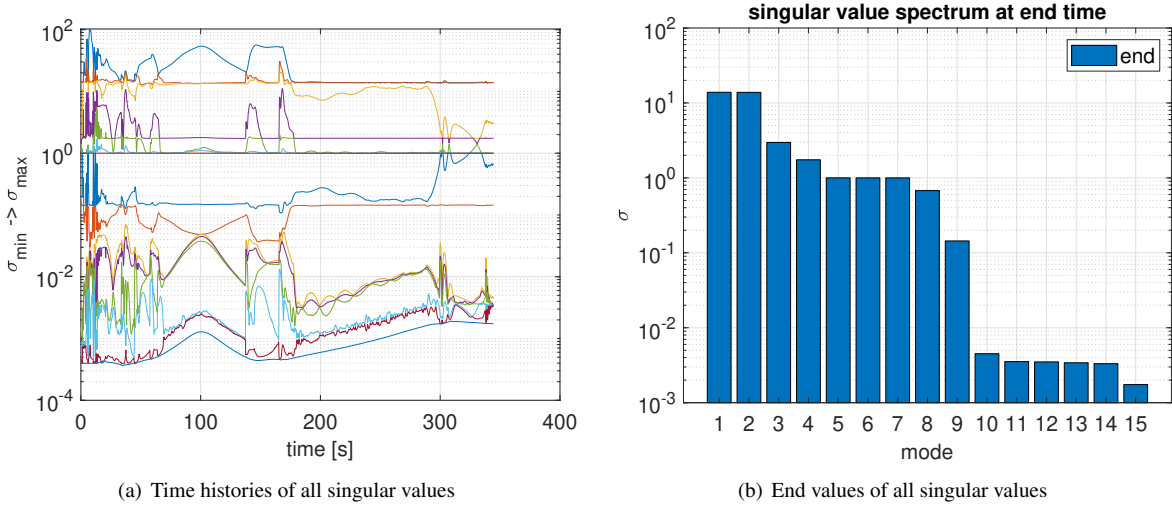 singular value spectrum at end time
10^2
10^0
10^-2
10^-4
σ_min -> σ_max
0 100 200 300 400
time [s]
(a) Time histories of all singular values
10^2
10^1
10^0
10^-1
10^-2
10^-3
σ
end
1 2 3 4 5 6 7 8 9 10 11 12 13 14 15
mode
(b) End values of all singular values